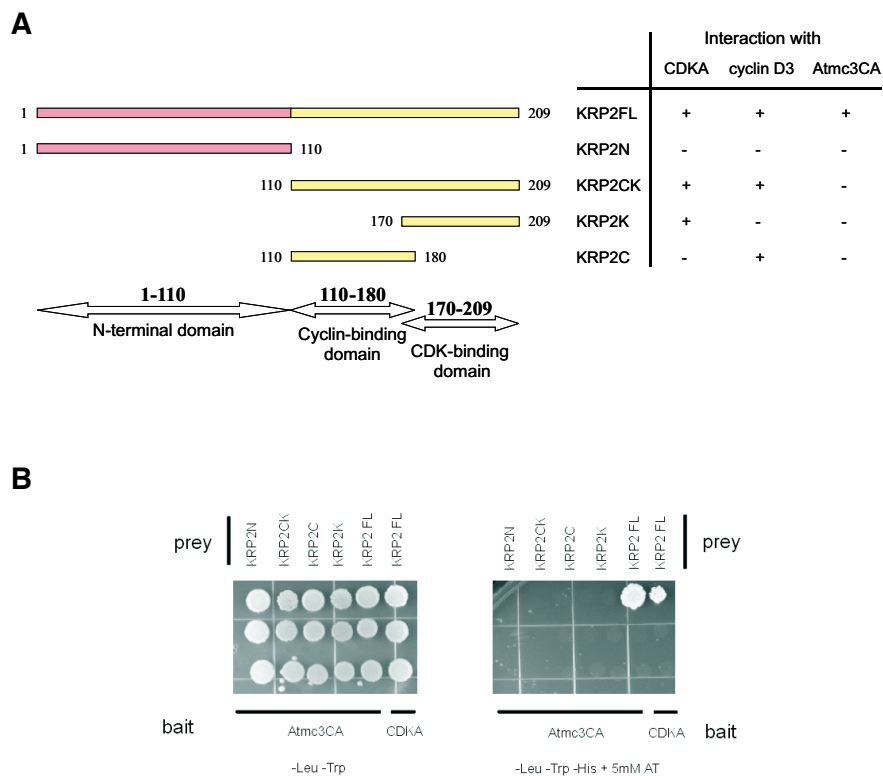 A
Interaction with
CDKA cyclin D3 Atmc3CA
1 209 KRP2FL + + +
1 110 KRP2N - - -
110 209 KRP2CK + + -
170 209 KRP2K + - -
110 180 KRP2C - + -
1-110 110-180 170-209
N-terminal domain
Cyclin-binding domain
CDK-binding domain
B
prey KRP2N KRP2CK KRP2C KRP2K KRP2 FL KRP2 FL
KRP2N KRP2CK KRP2C KRP2K KRP2 FL KRP2 FL prey
bait Atmc3CA CDKA
Atmc3CA CDKA bait
-Leu -Trp
-Leu -Trp -His + 5mM AT